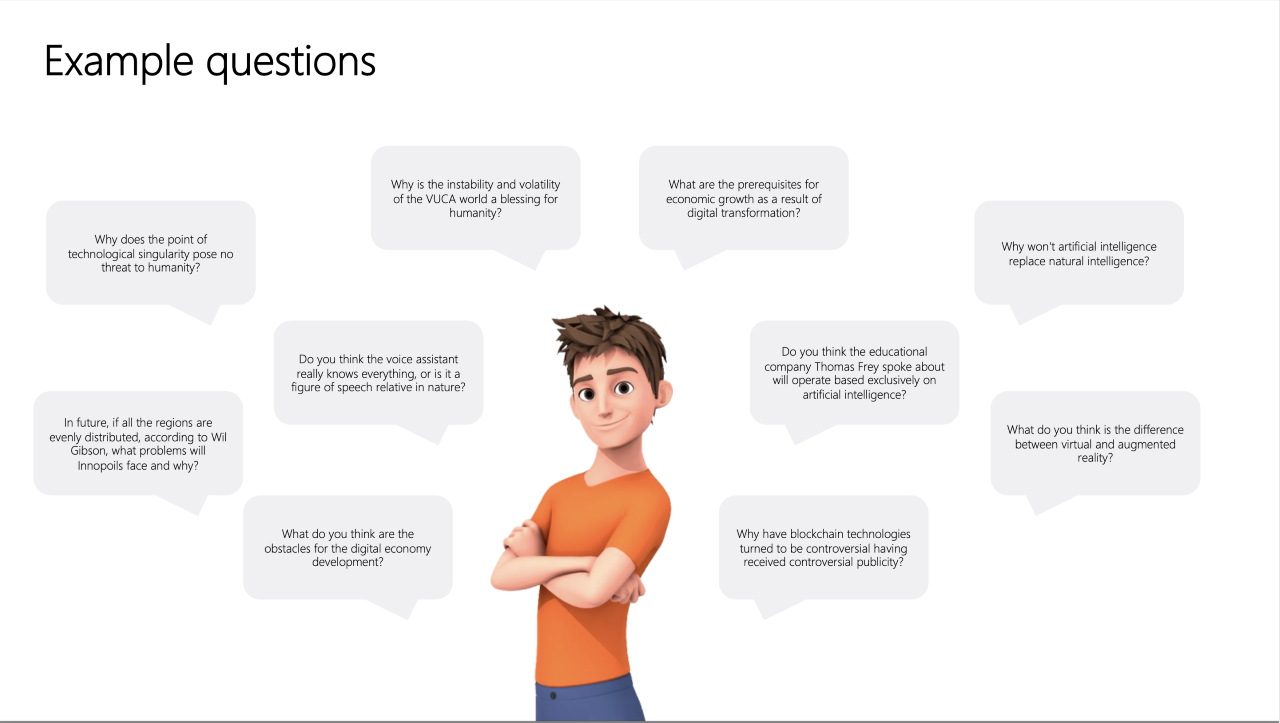 Example questions
Why is the instability and volatility
of the VUCA world a blessing for
humanity?
What are the prerequisites for
economic growth as a result of
digital transformation?
Why does the point of
technological singularity pose no
threat to humanity?
Why won't artificial intelligence
replace natural intelligence?
Do you think the voice assistant
really knows everything, or is it a
figure of speech relative in nature?
Do you think the educational
company Thomas Frey spoke about
will operate based exclusively on
artificial intelligence?
In future, if all the regions are
evenly distributed, according to Wil
Gibson, what problems will
Innopoils face and why?
What do you think is the difference
between virtual and augmented
reality?
What do you think are the
obstacles for the digital economy
development?
Why have blockchain technologies
turned to be controversial having
received controversial publicity?